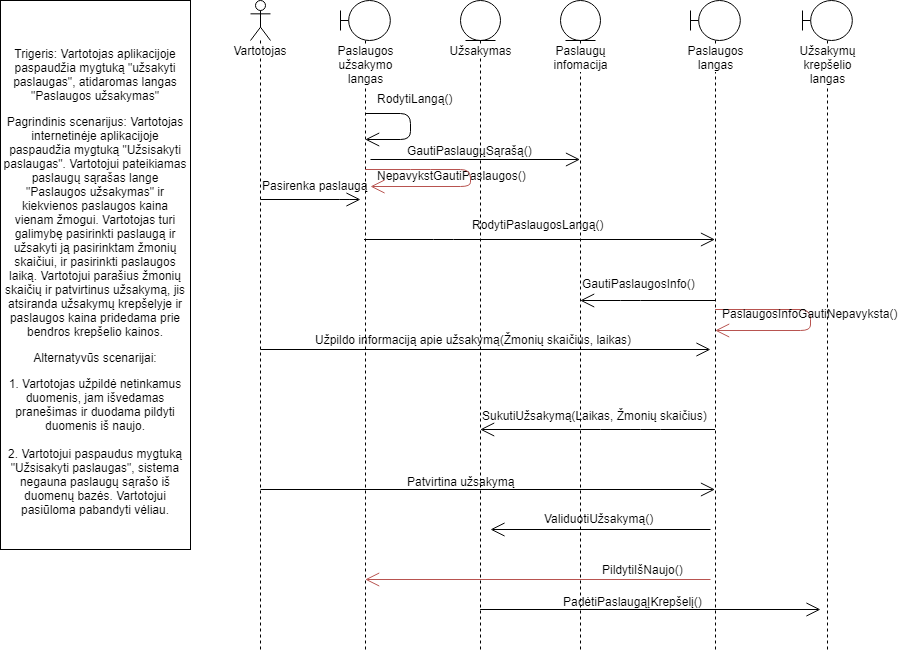 Trigeris: Vartotojas aplikacijoje
paspaudžia mygtuką "užsakyti
paslaugas", atidaromas langas
"Paslaugos užsakymas"
Pagrindinis scenarijus: Vartotojas
internetinėje aplikacijoje
paspaudžia mygtuką "Užsisakyti
paslaugas". Vartotojui pateikiamas
paslaugų sąrašas lange
"Paslaugos užsakymas" ir
kiekvienos paslaugos kaina
vienam žmogui. Vartotojas turi
galimybę pasirinkti paslaugą ir
užsakyti ją pasirinktam žmonių
skaičiui, ir pasirinkti paslaugos
laiką. Vartotojui parašius žmonių
skaičių ir patvirtinus užsakymą, jis
atsiranda užsakymų krepšelyje ir
paslaugos kaina pridedama prie
bendros krepšelio kainos.
Alternatyvūs scenarijai:
1. Vartotojas užpildė netinkamus
duomenis, jam išvedamas
pranešimas ir duodama pildyti
duomenis iš naujo.
2. Vartotojui paspaudus mygtuką
"Užsisakyti paslaugas", sistema
negauna paslaugų sąrašo iš
duomenų bazės. Vartotojui
pasiūloma pabandyti vėliau.
Vartotojas
Paslaugos
užsakymo
langas
Užsakymas
Paslaugų
infomacija
Paslaugos
langas
Užsakymų
krepšelio
langas
RodytiLangą()
GautiPaslaugųSąrašą()
NepavykstGautiPaslaugos()
Pasirenka paslaugą
RodytiPaslaugosLangą()
GautiPaslaugosInfo()
PaslaugosInfoGautiNepavyksta()
Užpildo informaciją apie užsakymą(Žmonių skaičius, laikas)
SukutiUžsakymą(Laikas, Žmonių skaičius)
Patvirtina užsakymą
ValiduotiUžsakymą()
PildytiIšNaujo()
PadėtiPaslaugąĮKrepšelį()